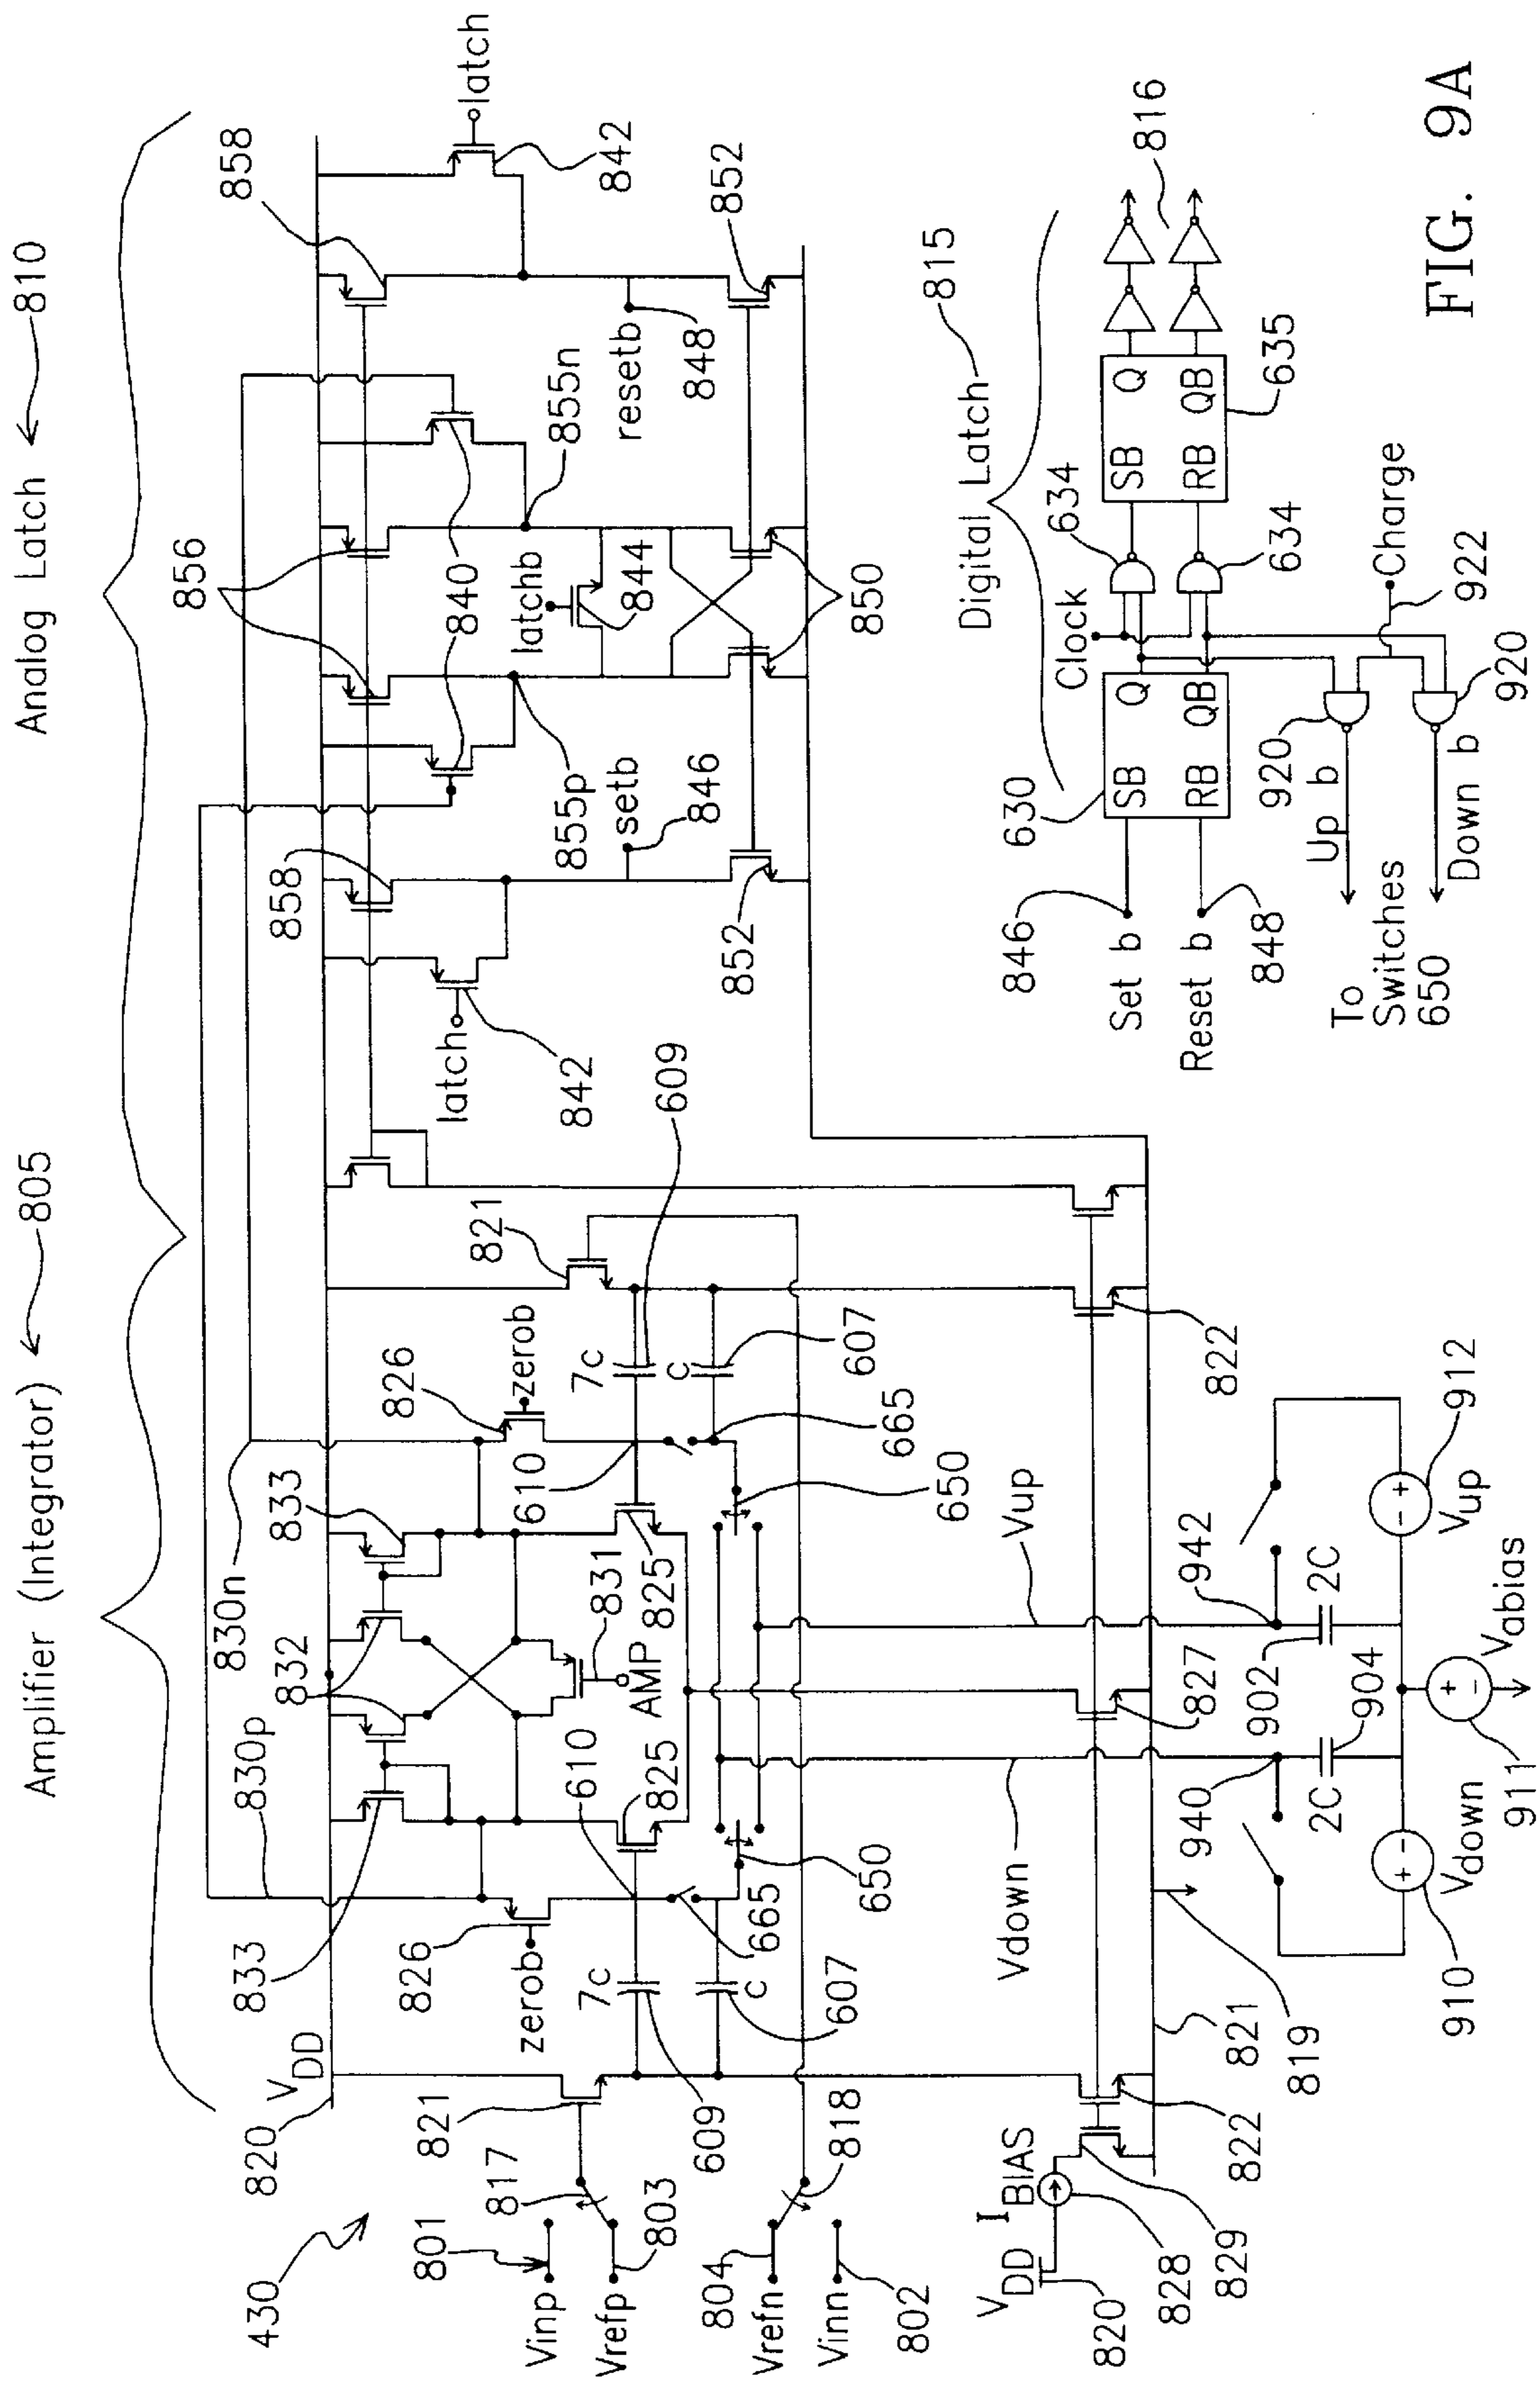 Amplifier (Integrator)
805
Analog Latch
810
430
820
V DD
833
830p
832
830n
833
826
zerob
826
zerob
821
821
817
801
Vinp
Vrefp
803
804
Vrefn
Vinn
802
818
609
7c
607
c
610
665
650
825
AMP
831
825
610
7c
609
c
607
665
650
Vdown
Vup
827
822
822
821
819
V DD
820
I BIAS
828
829
910
Vdown
940
2C
904
902
2C
942
911
Vabias
Vup
912
latch
842
858
setb
846
855p
840
856
852
latchb
844
850
855n
resetb
848
852
858
842
latch
Digital Latch
815
816
Clock
634
634
630
SB
Q
RB
QB
635
SB
Q
RB
QB
846
Set b
Reset b
848
920
Up b
To
Switches
650
Down b
920
Charge
922
FIG. 9A